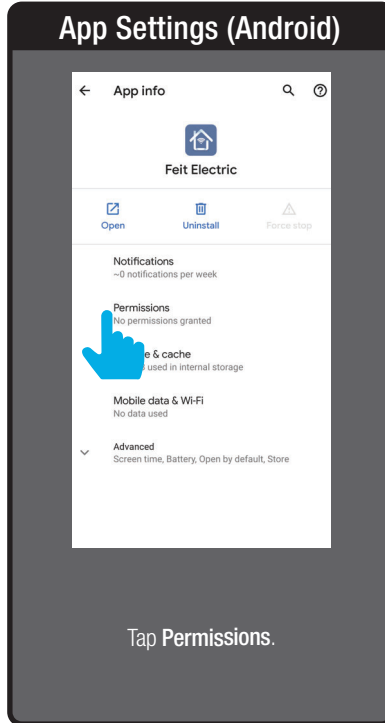 App Settings (Android)
App info
Feit Electric
Open Uninstall Force stop
Notifications
~0 notifications per week
Permissions
No permissions granted
& cache
used in internal storage
Mobile data & Wi-Fi
No data used
Advanced
Screen time, Battery, Open by default, Store
Tap Permissions.